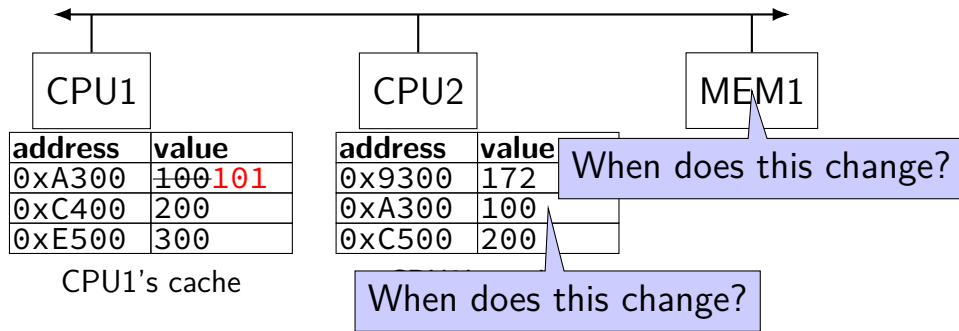 CPU1
CPU2
MEM1
address value
0xA300 100101
0xC400 200
0xE500 300
CPU1's cache
address value
0x9300 172
0xA300 100
0xC500 200
When does this change?
When does this change?